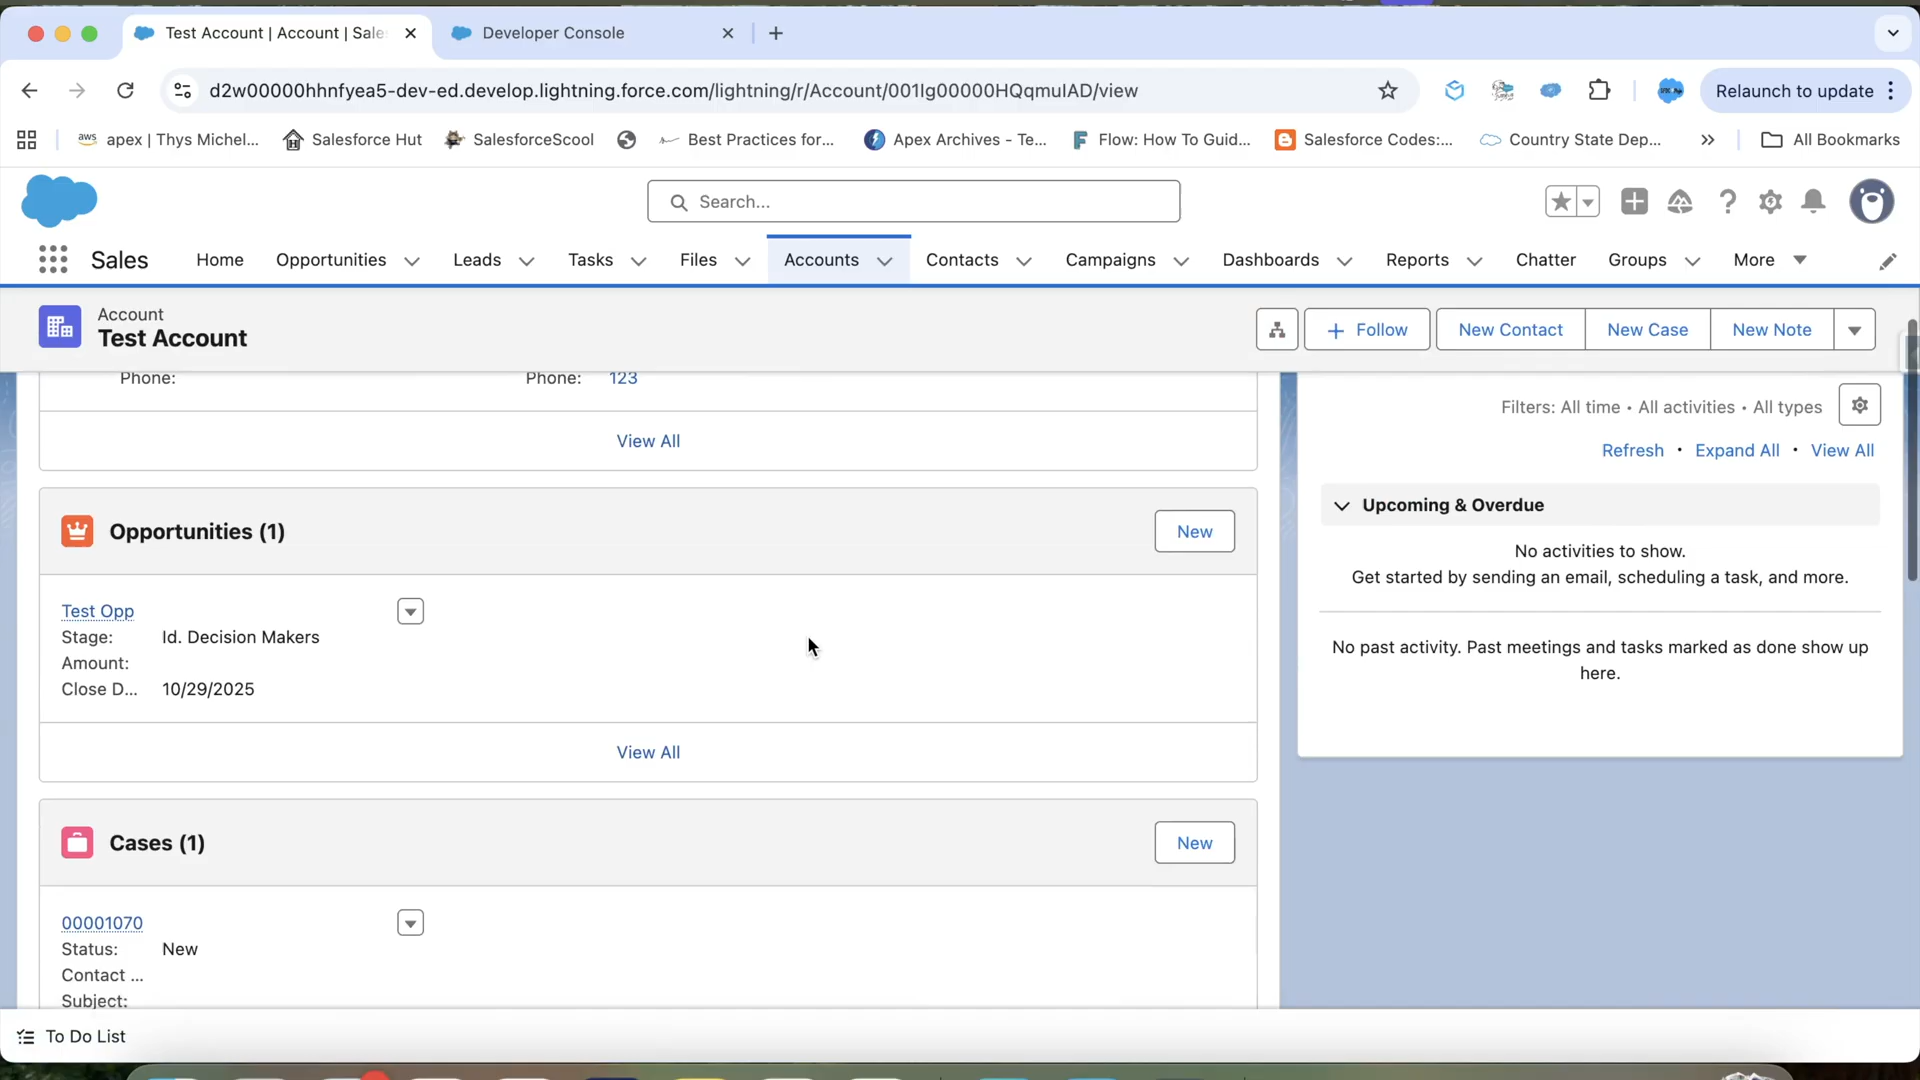 Test Account | Account | Sale
Developer Console
d2w00000hhnfyea5-dev-ed.develop.lightning.force.com/lightning/r/Account/001Ig00000HQqmuIAD/view
Relaunch to update
aws apex | Thys Michel...
Salesforce Hut
SalesforceScool
Best Practices for...
Apex Archives - Te...
Flow: How To Guid...
Salesforce Codes:...
Country State Dep...
All Bookmarks
Search...
Sales
Home
Opportunities
Leads
Tasks
Files
Accounts
Contacts
Campaigns
Dashboards
Reports
Chatter
Groups
More
Account
Test Account
Follow
New Contact
New Case
New Note
Phone:
Phone: 123
View All
Opportunities (1)
New
Test Opp
Stage: Id. Decision Makers
Amount:
Close D... 10/29/2025
View All
Cases (1)
New
00001070
Status: New
Contact ...
Subject:
Filters: All time • All activities • All types
Refresh • Expand All • View All
Upcoming & Overdue
No activities to show.
Get started by sending an email, scheduling a task, and more.
No past activity. Past meetings and tasks marked as done show up
here.
To Do List